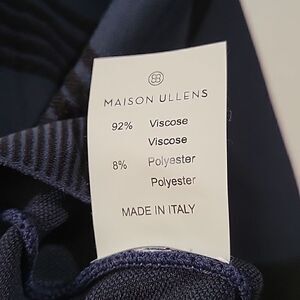 MAISON ULLENS
92% Viscose
Viscose
8% Polyester
Polyester
MADE IN ITALY